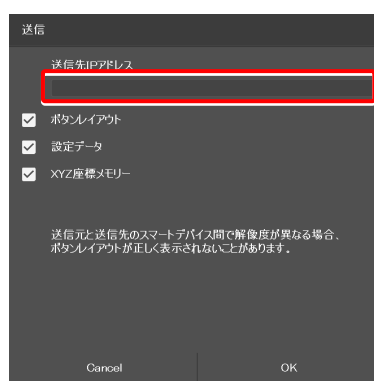 送信
送信先IPアドレス
ボタンレイアウト
設定データ
XYZ座標メモリー
送信元と送信先のスマートデバイス間で解像度が異なる場合、
ボタンレイアウトが正しく表示されないことがあります.
Cancel
OK